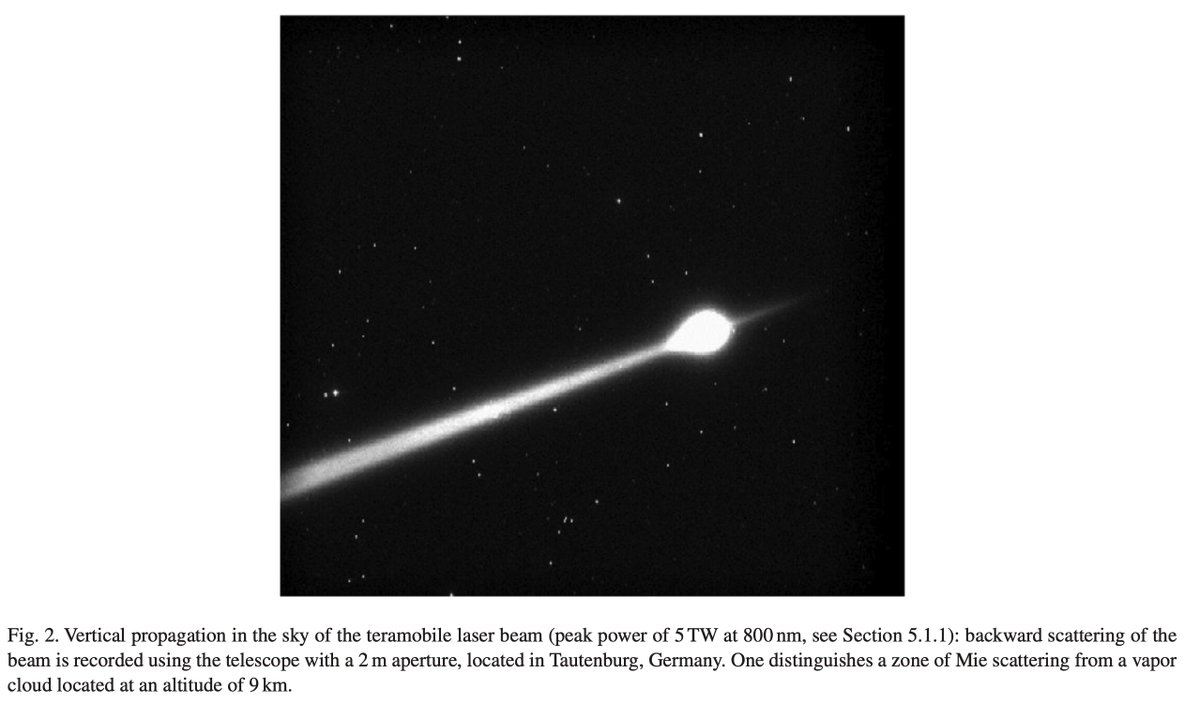 Fig. 2. Vertical propagation in the sky of the teramobile laser beam (peak power of 5 TW at 800 nm, see Section 5.1.1): backward scattering of the
beam is recorded using the telescope with a 2 m aperture, located in Tautenburg, Germany. One distinguishes a zone of Mie scattering from a vapor
cloud located at an altitude of 9 km.